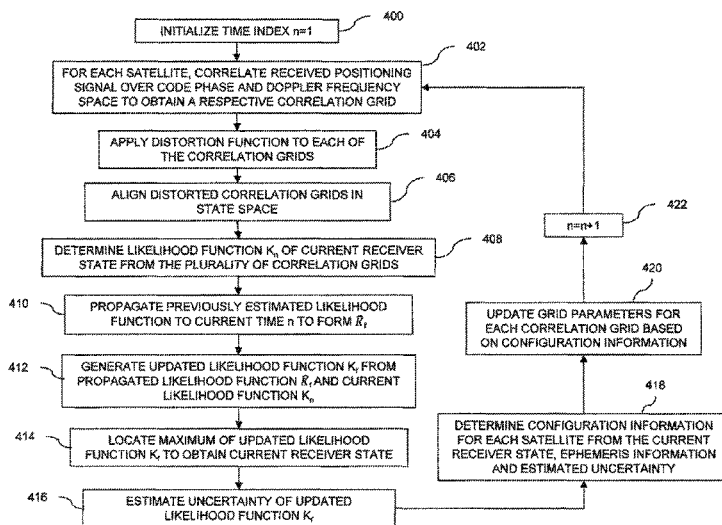 400
INITIALIZE TIME INDEX n=1
402
FOR EACH SATELLITE, CORRELATE RECEIVED POSITIONING
SIGNAL OVER CODE PHASE AND DOPPLER FREQUENCY
SPACE TO OBTAIN A RESPECTIVE CORRELATION GRID
404
APPLY DISTORTION FUNCTION TO EACH OF
THE CORRELATION GRIDS
406
ALIGN DISTORTED CORRELATION GRIDS IN
STATE SPACE
408
DETERMINE LIKELIHOOD FUNCTION Kₙ OF CURRENT RECEIVER
STATE FROM THE PLURALITY OF CORRELATION GRIDS
410
PROPAGATE PREVIOUSLY ESTIMATED LIKELIHOOD
FUNCTION TO CURRENT TIME n TO FORM K̃f
412
GENERATE UPDATED LIKELIHOOD FUNCTION Kf FROM
PROPAGATED LIKELIHOOD FUNCTION K̃f AND CURRENT
LIKELIHOOD FUNCTION Kₙ
414
LOCATE MAXIMUM OF UPDATED LIKELIHOOD
FUNCTION Kf TO OBTAIN CURRENT RECEIVER STATE
416
ESTIMATE UNCERTAINTY OF UPDATED
LIKELIHOOD FUNCTION Kf
418
DETERMINE CONFIGURATION INFORMATION
FOR EACH SATELLITE FROM THE CURRENT
RECEIVER STATE, EPHEMERIS INFORMATION
AND ESTIMATED UNCERTAINTY
420
UPDATE GRID PARAMETERS FOR
EACH CORRELATION GRID BASED
ON CONFIGURATION INFORMATION
422
n=n+1